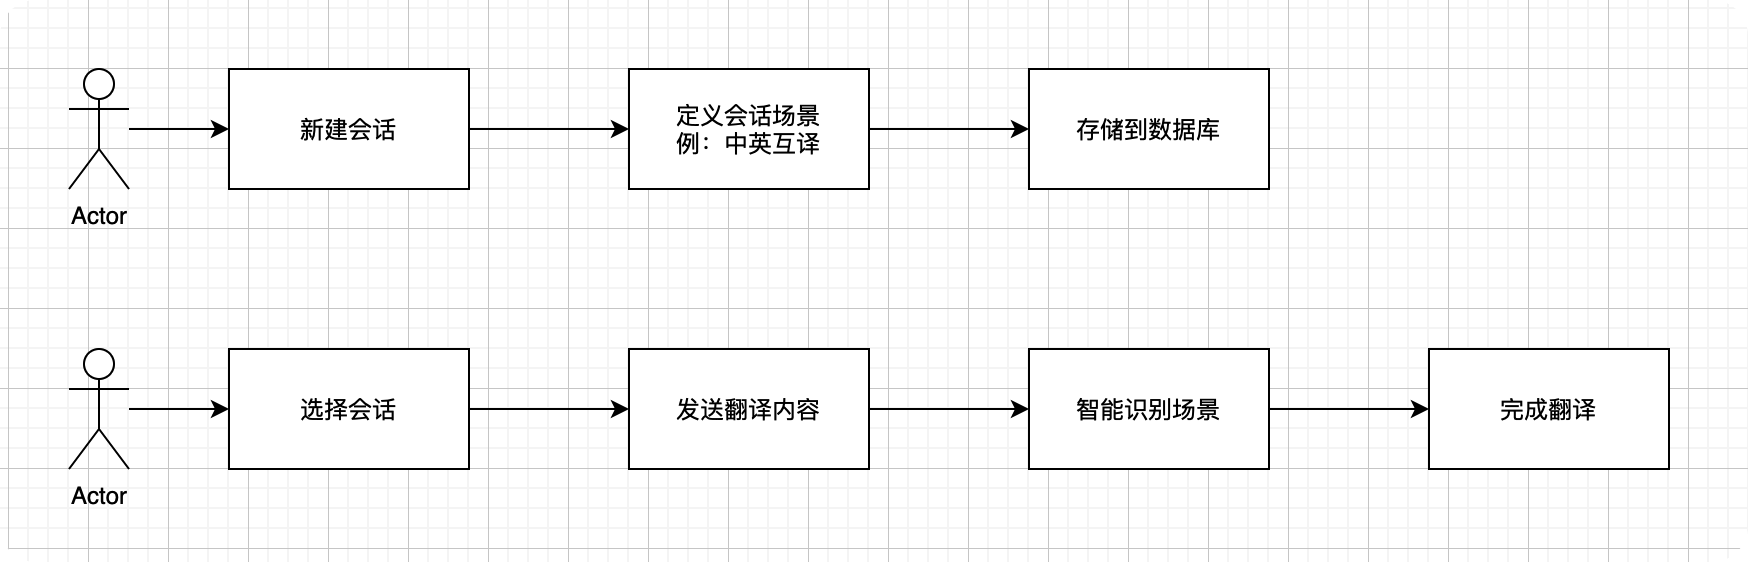 新建会话
定义会话场景
例：中英互译
存储到数据库
Actor
选择会话
发送翻译内容
智能识别场景
完成翻译
Actor